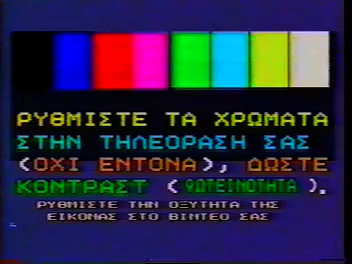 ΡΥΘΜΙΣΤΕ ΤΑ ΧΡΩΜΑΤΑ
ΣΤΗΝ ΤΗΛΕΟΡΑΣΗ ΣΑΣ
(ΟΧΙ ΕΝΤΟΝΑ), ΔΩΣΤΕ
ΚΟΝΤΡΑΣΤ (ΦΩΤΕΙΝΟΤΗΤΑ).
ΡΥΘΜΙΣΤΕ ΤΗΝ ΟΞΥΤΗΤΑ ΤΗΣ
ΕΙΚΟΝΑΣ ΣΤΟ ΒΙΝΤΕΟ ΣΑΣ